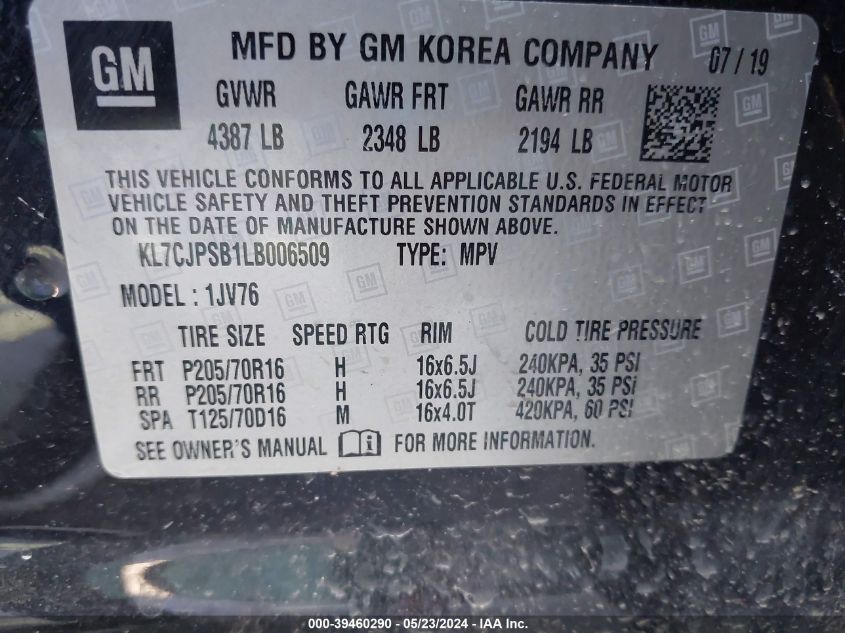 GM MFD BY GM KOREA COMPANY 07/19
GVWR GAWR FRT GAWR RR
4387 LB 2348 LB 2194 LB
THIS VEHICLE CONFORMS TO ALL APPLICABLE U.S. FEDERAL MOTOR
VEHICLE SAFETY AND THEFT PREVENTION STANDARDS IN EFFECT
ON THE DATE OF MANUFACTURE SHOWN ABOVE.
KL7CJPSB1LB006509 TYPE: MPV
MODEL : 1JV76
TIRE SIZE SPEED RTG RIM COLD TIRE PRESSURE
FRT P205/70R16 H 16x6.5J 240KPA, 35 PSI
RR P205/70R16 H 16x6.5J 240KPA, 35 PSI
SPA T125/70D16 M 16x4.0T 420KPA, 60 PSI
SEE OWNER'S MANUAL i FOR MORE INFORMATION.
000-39460290 - 05/23/2024 - IAA Inc.